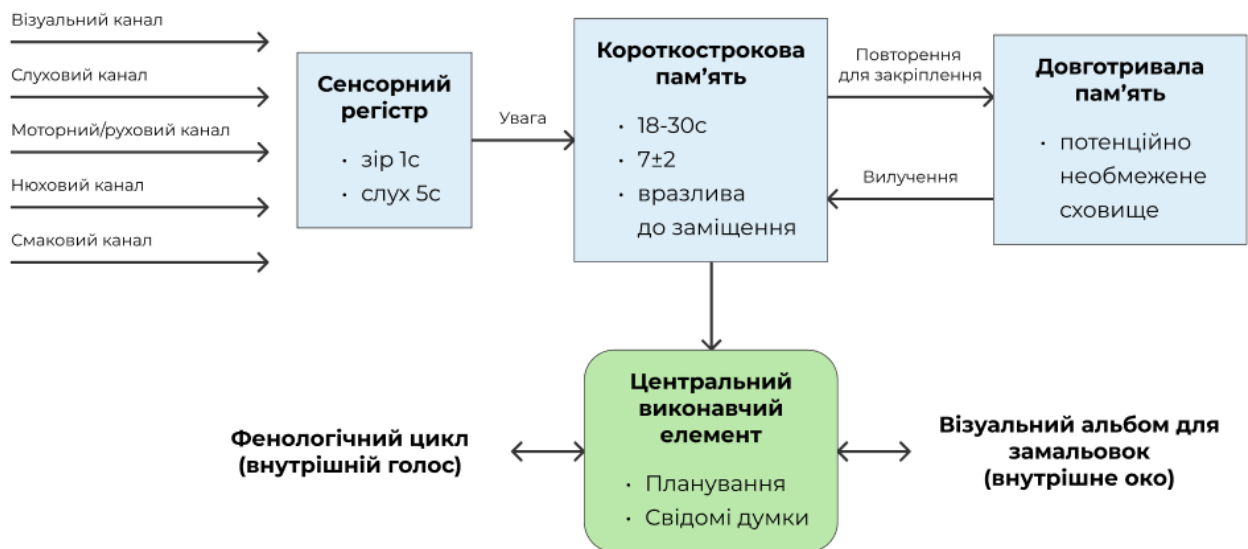 Візуальний канал
Слуховий канал
Моторний/руховий канал
Нюховий канал
Смаковий канал
Сенсорний
регістр
· зір 1с
· слух 5с
Увага
Короткострокова
пам’ять
· 18-30с
· 7±2
· вразлива
до заміщення
Повторення
для закріплення
Вилучення
Довготривала
пам’ять
· потенційно
необмежене
сховище
Фенологічний цикл
(внутрішній голос)
Центральний
виконавчий
елемент
· Планування
· Свідомі думки
Візуальний альбом для
замальовок
(внутрішнє око)